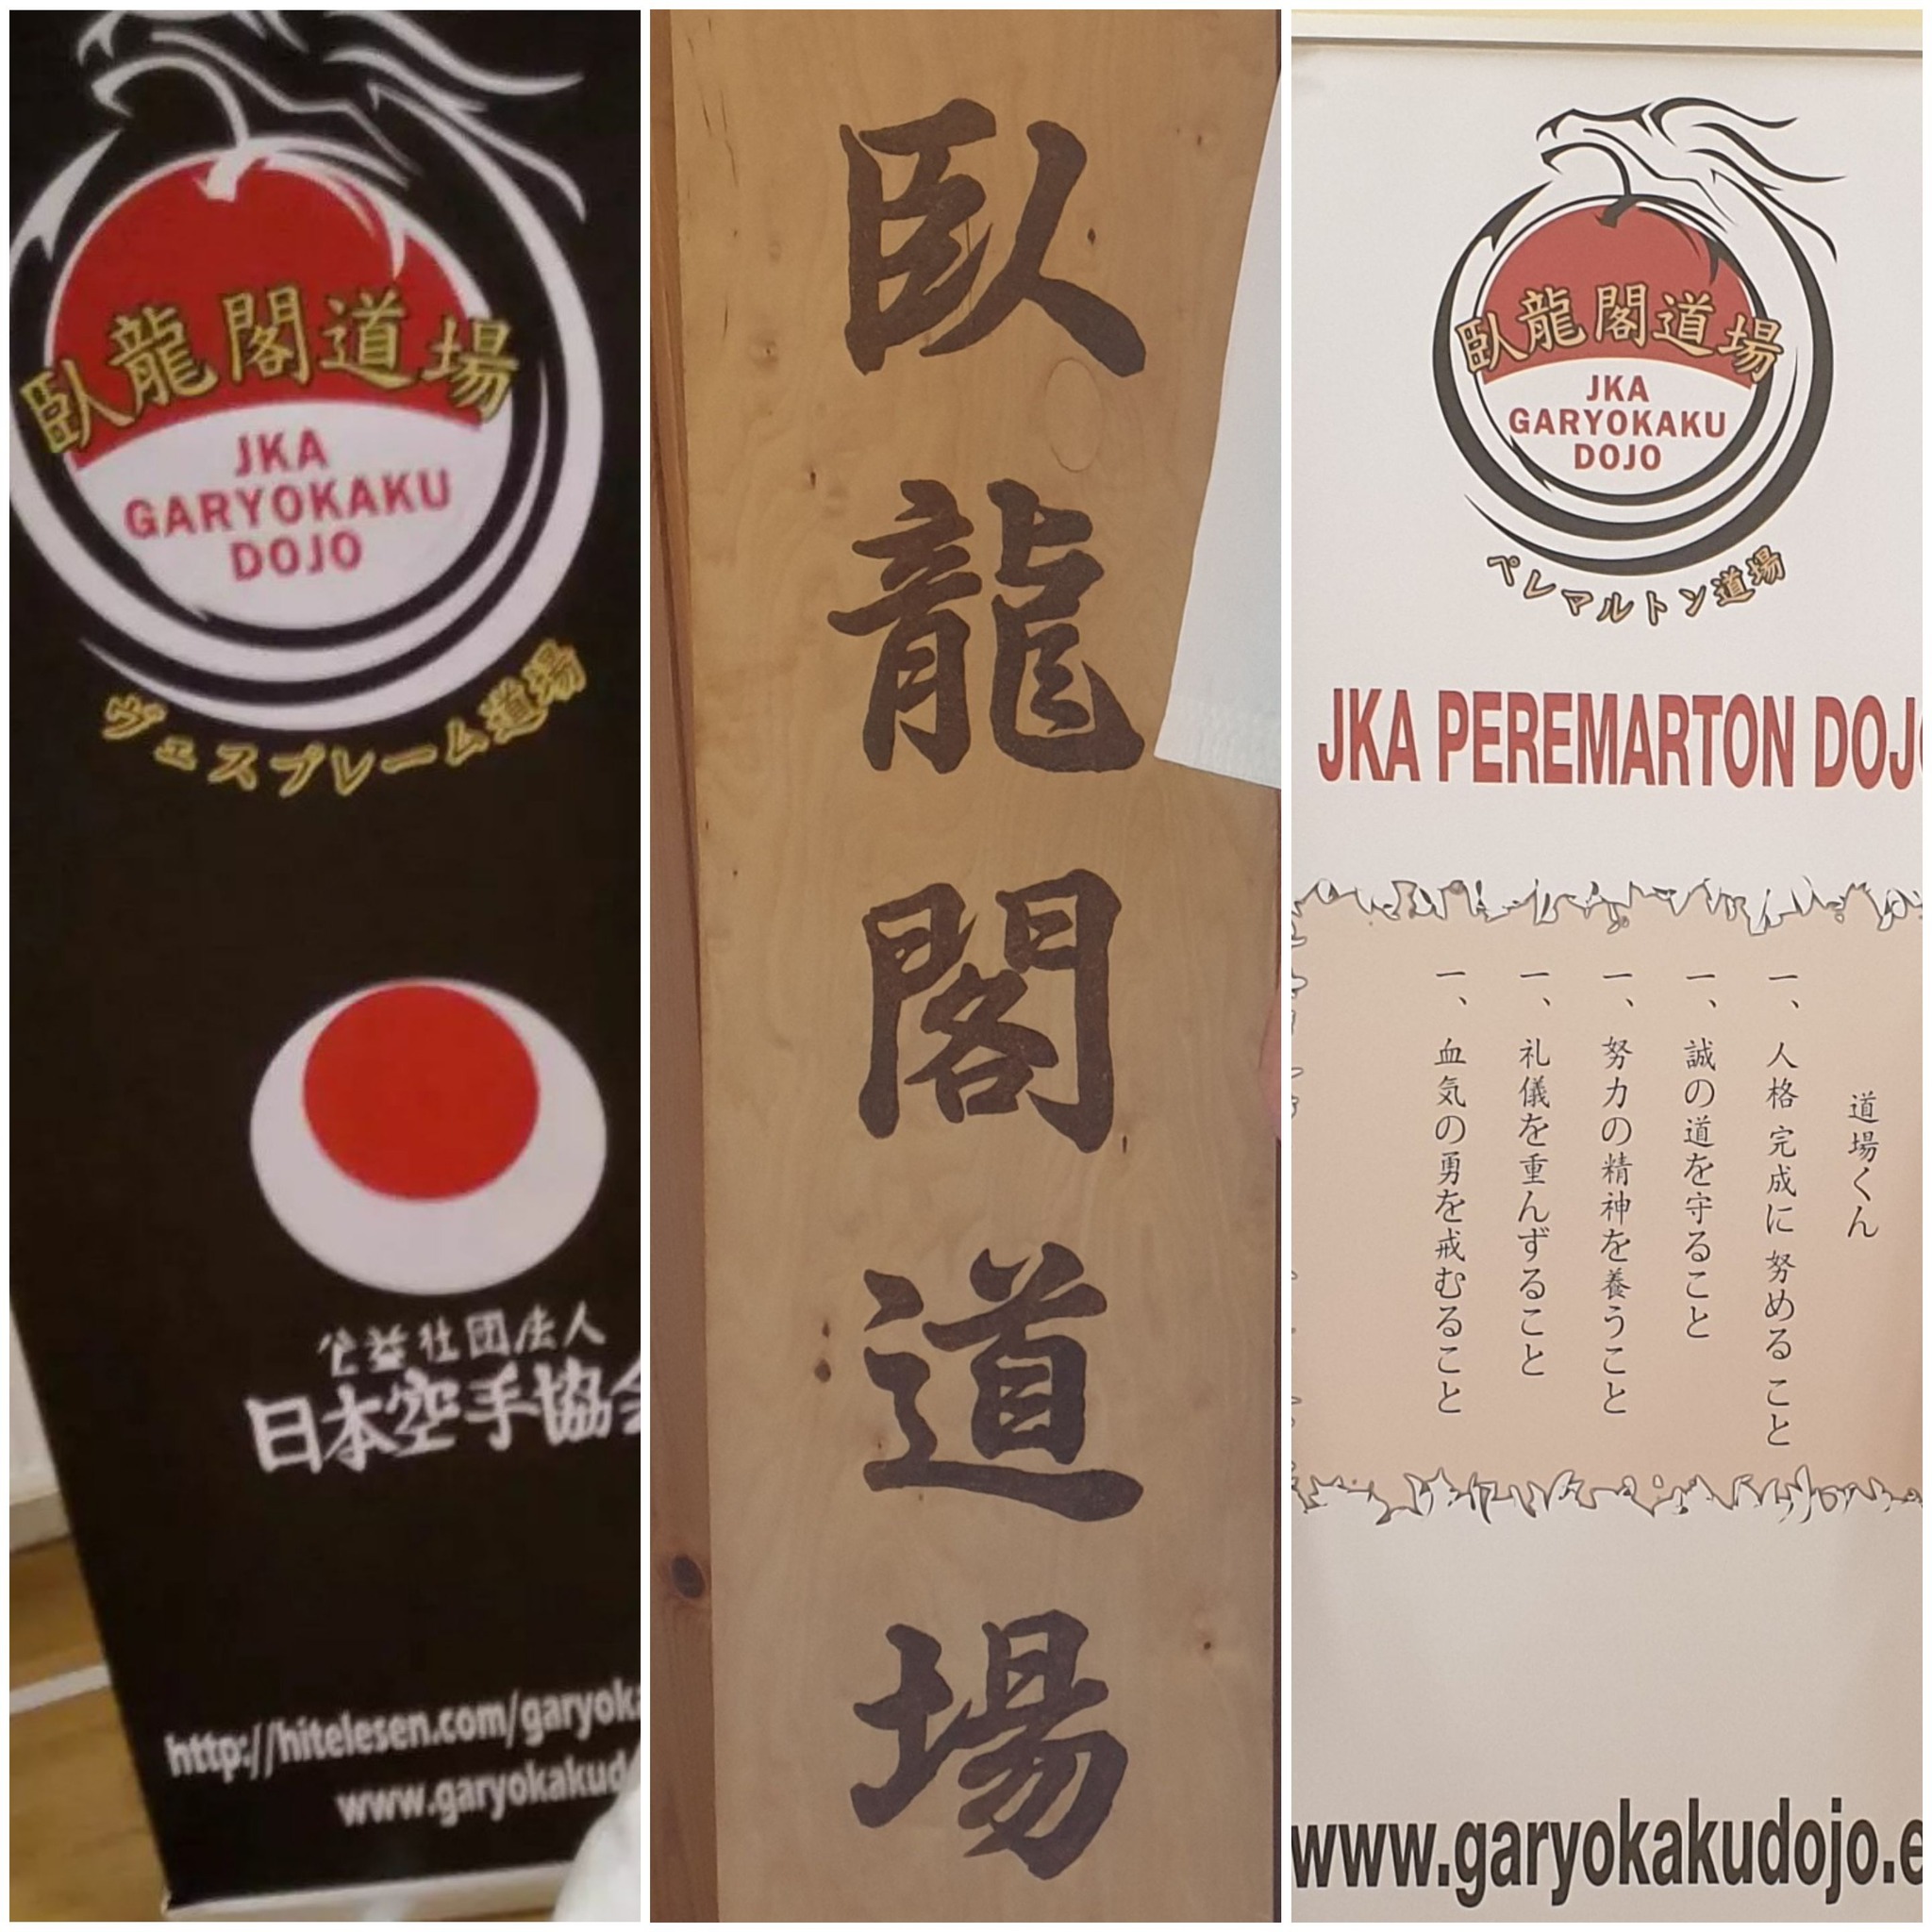 臥龍閣道場
JKA
GARYOKAKU
DOJO
ヴェスプレーム道場
公益社団法人
日本空手協会
http://hitelesen.com/garyoka
www.garyokakud
臥龍閣道場
臥龍閣道場
JKA
GARYOKAKU
DOJO
ペレマルトン道場
JKA PEREMARTON DOJO
道場くん
一、人格完成に努めること
一、誠の道を守ること
一、努力の精神を養うこと
一、礼儀を重んずること
一、血気の勇を戒むること
www.garyokakudojo.e